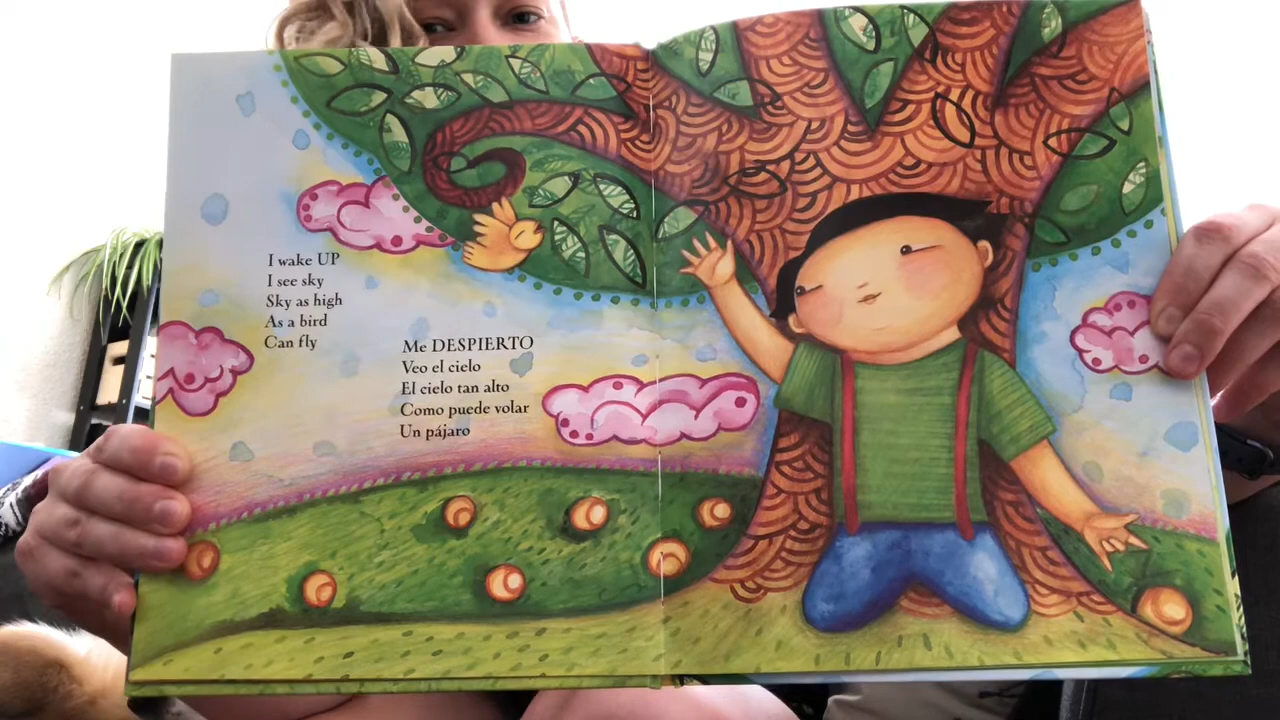 I wake UP
I see sky
Sky as high
As a bird
Can fly
Me DESPIERTO
Veo el cielo
El cielo tan alto
Como puede volar
Un pájaro